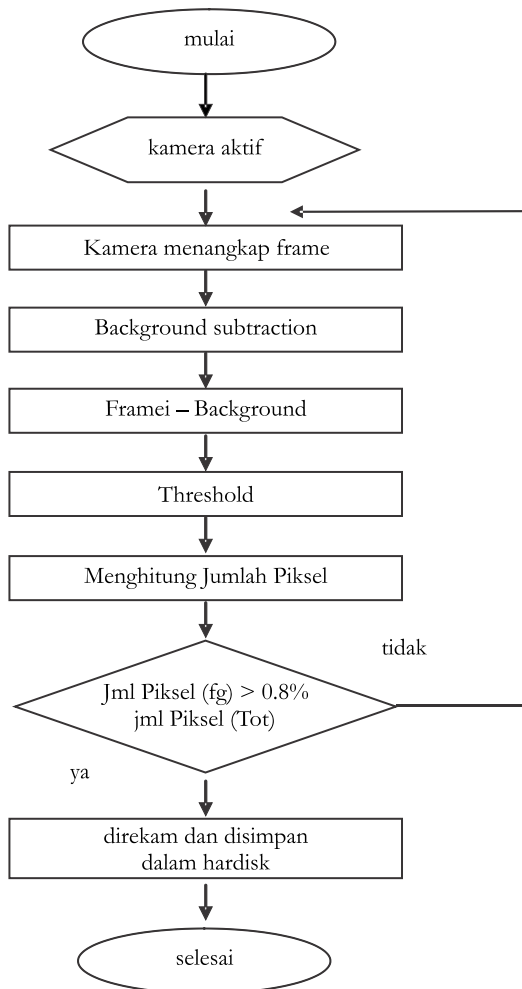 mulai
kamera aktif
Kamera menangkap frame
Background subtraction
Framei – Background
Threshold
Menghitung Jumlah Piksel
tidak
Jml Piksel (fg) > 0.8%
jml Piksel (Tot)
ya
direkam dan disimpan
dalam hardisk
selesai